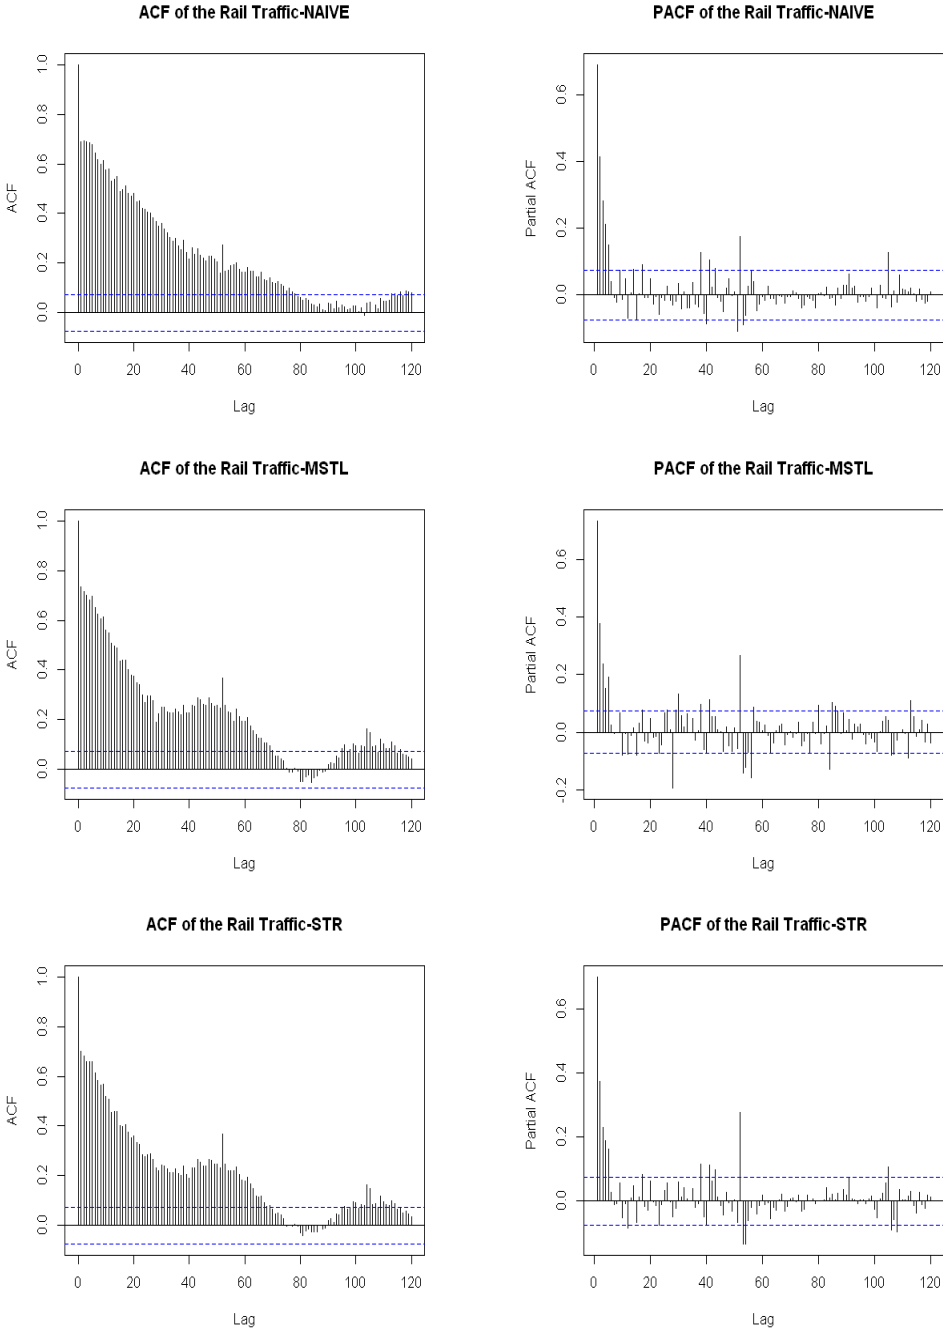 ACF of the Rail Traffic-NAIVE
ACF
0.0 0.2 0.4 0.6 0.8 1.0
0 20 40 60 80 100 120
Lag
PACF of the Rail Traffic-NAIVE
Partial ACF
0.0 0.2 0.4 0.6
0 20 40 60 80 100 120
Lag
ACF of the Rail Traffic-MSTL
ACF
0.0 0.2 0.4 0.6 0.8 1.0
0 20 40 60 80 100 120
Lag
PACF of the Rail Traffic-MSTL
Partial ACF
-0.2 0.0 0.2 0.4 0.6
0 20 40 60 80 100 120
Lag
ACF of the Rail Traffic-STR
ACF
0.0 0.2 0.4 0.6 0.8 1.0
0 20 40 60 80 100 120
Lag
PACF of the Rail Traffic-STR
Partial ACF
0.0 0.2 0.4 0.6
0 20 40 60 80 100 120
Lag